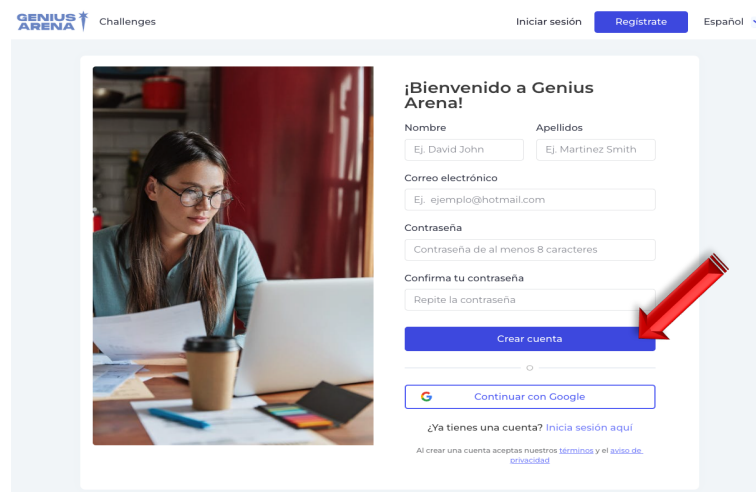 GENIUS
ARENA
Challenges
Iniciar sesión
Regístrate
Español
¡Bienvenido a Genius
Arena!
Nombre
Apellidos
Ej. David John
Ej. Martinez Smith
Correo electrónico
Ej. ejemplo@hotmail.com
Contraseña
Contraseña de al menos 8 caracteres
Confirma tu contraseña
Repite la contraseña
Crear cuenta
O
Continuar con Google
¿Ya tienes una cuenta? Inicia sesión aquí
Al crear una cuenta aceptas nuestros términos y el aviso de
privacidad